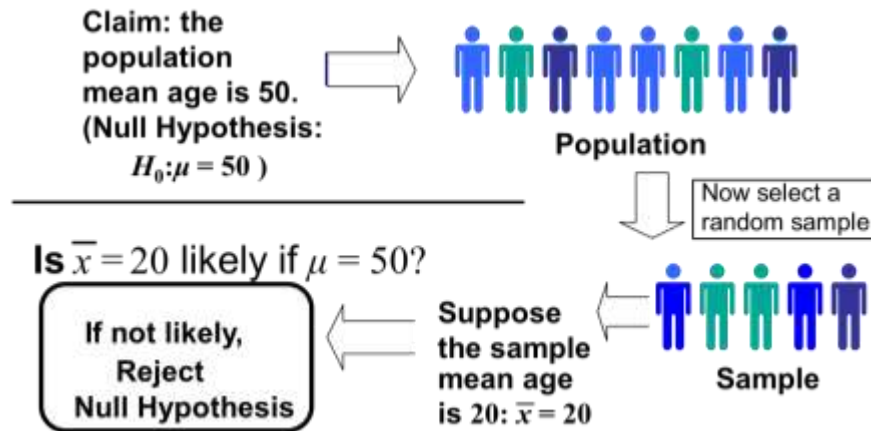 Claim: the
population
mean age is 50.
(Null Hypothesis:
H₀:μ = 50 )
Population
Now select a
random sample
Sample
Suppose
the sample
mean age
is 20: x̅ = 20
Is x̅ = 20 likely if μ = 50?
If not likely,
Reject
Null Hypothesis